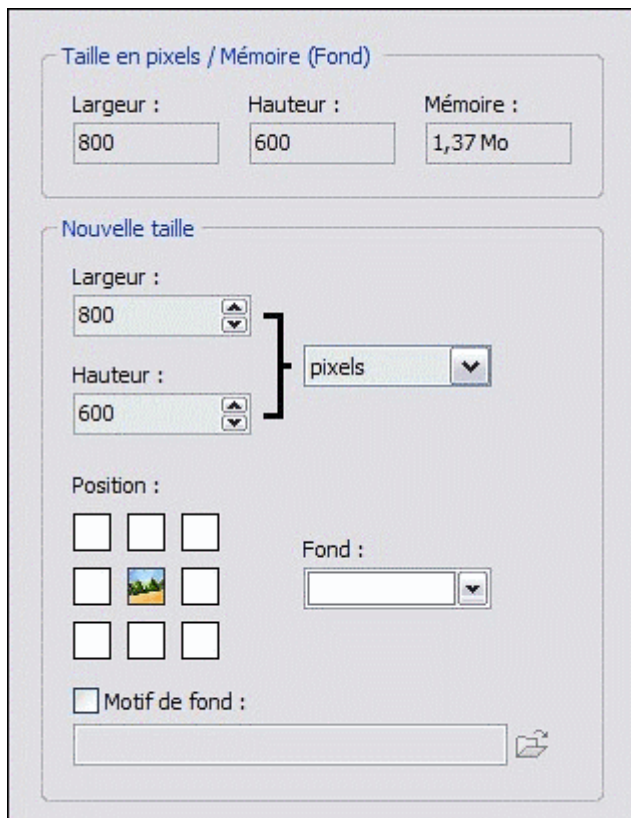 Taille en pixels / Mémoire (Fond)
Largeur : Hauteur : Mémoire :
800 600 1,37 Mo
Nouvelle taille
Largeur :
800
pixels
Hauteur :
600
Position :
Fond :
Motif de fond :